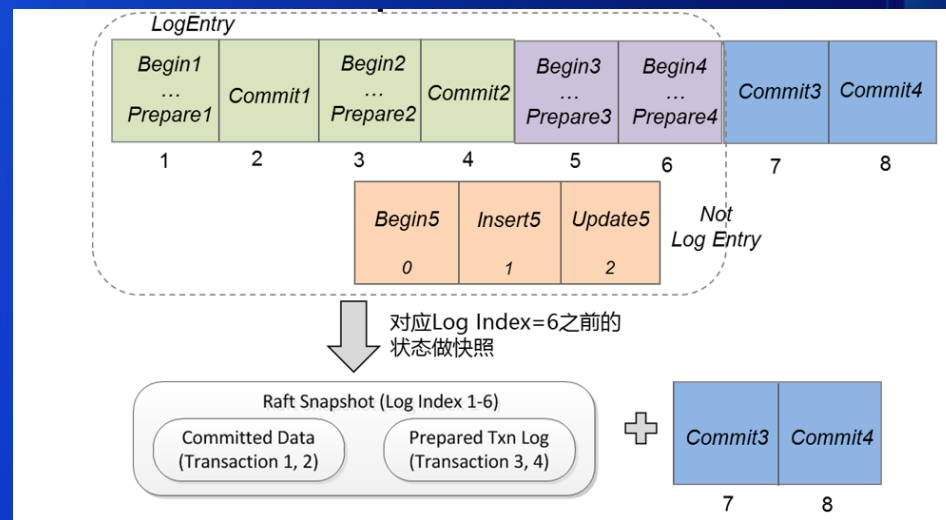 LogEntry
Begin1
...
Prepare1
Commit1
Begin2
...
Prepare2
Commit2
Begin3
...
Prepare3
Begin4
...
Prepare4
Commit3
Commit4
1
2
3
4
5
6
7
8
Begin5
Insert5
Update5
0
1
2
Not
Log Entry
对应Log Index=6之前的
状态做快照
Raft Snapshot (Log Index 1-6)
Committed Data
(Transaction 1, 2)
Prepared Txn Log
(Transaction 3, 4)
Commit3
Commit4
7
8